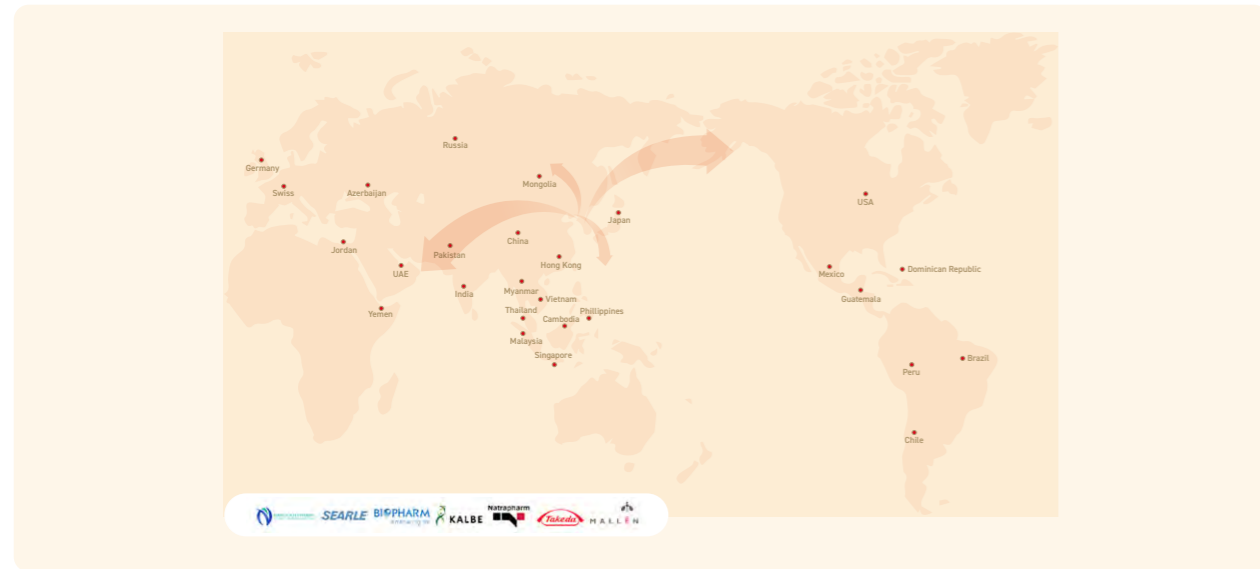 Russia
Germany
Swiss
Azerbaijan
Mongolia
USA
Japan
Jordan
Pakistan
China
UAE
Hong Kong
Mexico
Dominican Republic
India
Myanmar
Vietnam
Guatemala
Yemen
Thailand
Phillippines
Cambodia
Malaysia
Singapore
Brazil
Peru
Chile
SEARLE
BIOPHARM
KALBE
Natrapharm
Takeda
MALLÉN